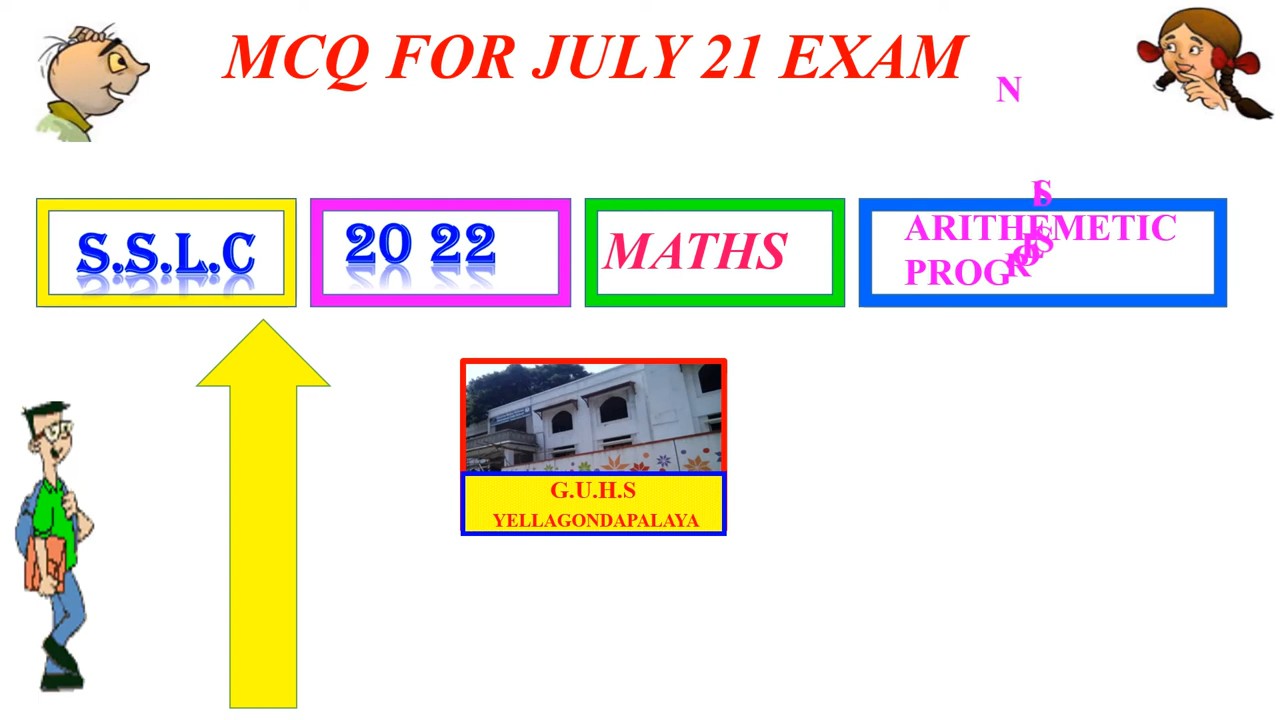 MCQ FOR JULY 21 EXAM
S.S.L.C
20 22
MATHS
ARITHEMETIC
PROG
G.U.H.S
YELLAGONDAPALAYA